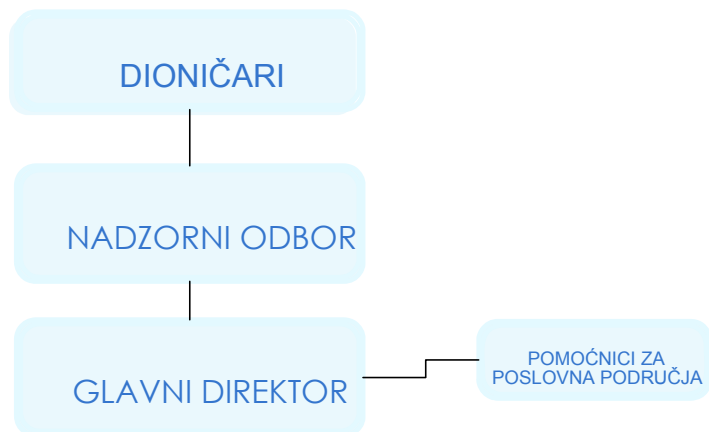 DIONIČARI
NADZORNI ODBOR
GLAVNI DIREKTOR
POMOĆNICI ZA
POSLOVNA PODRUČJA